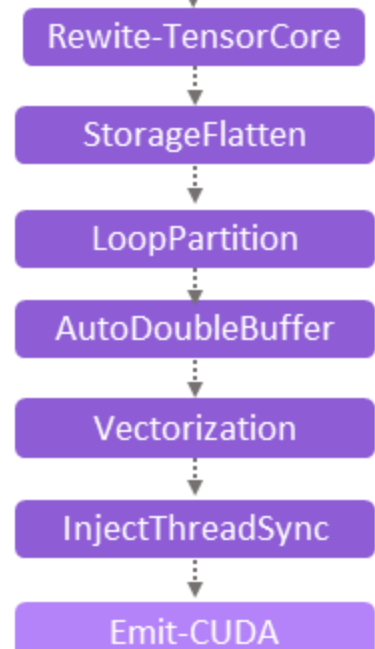 Rewite-TensorCore
StorageFlatten
LoopPartition
AutoDoubleBuffer
Vectorization
InjectThreadSync
Emit-CUDA